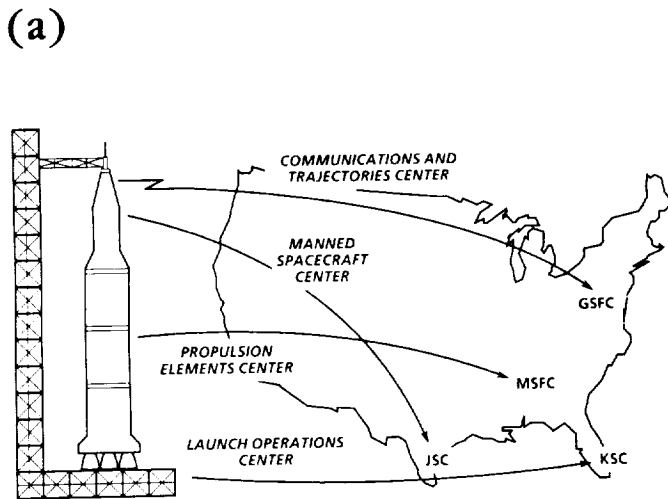 (a)
COMMUNICATIONS AND
TRAJECTORIES CENTER
MANNED
SPACECRAFT
CENTER
GSFC
PROPULSION
ELEMENTS CENTER
MSFC
LAUNCH OPERATIONS
CENTER
JSC
KSC